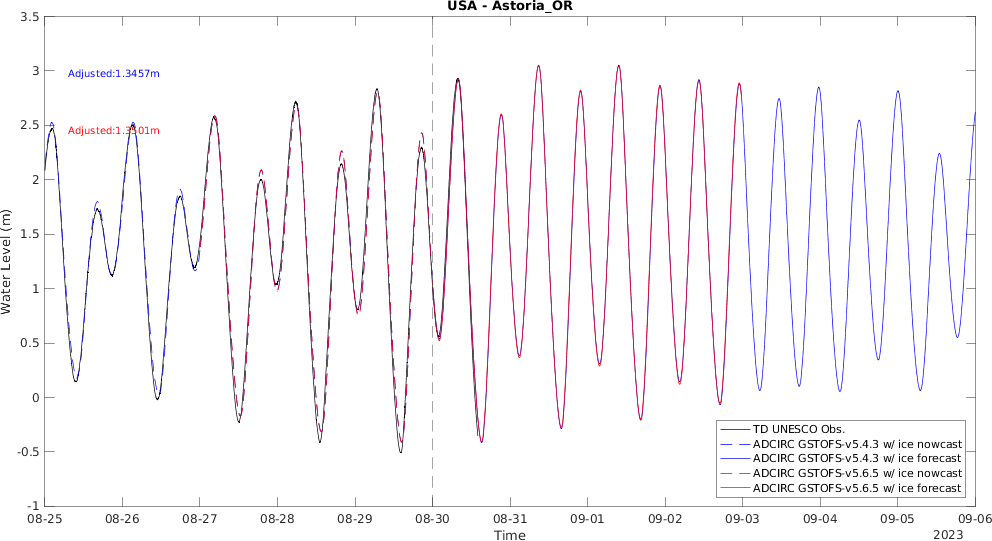 USA - Astoria_OR
3.5
3
2.5
2
1.5
1
0.5
0
-0.5
-1
Water Level (m)
Adjusted:1.3457m
Adjusted:1.3501m
TD UNESCO Obs.
ADCIRC GSTOFS-v5.4.3 w/ ice nowcast
ADCIRC GSTOFS-v5.4.3 w/ ice forecast
ADCIRC GSTOFS-v5.6.5 w/ ice nowcast
ADCIRC GSTOFS-v5.6.5 w/ ice forecast
08-25 08-26 08-27 08-28 08-29 08-30 08-31 09-01 09-02 09-03 09-04 09-05 09-06
Time
2023